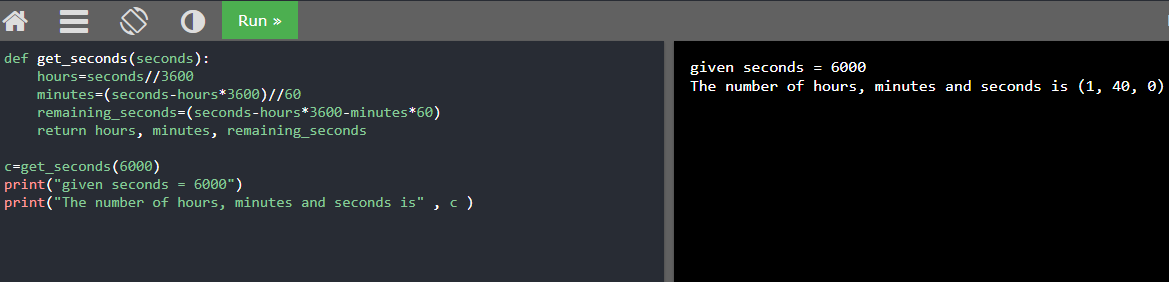 Run »
def get_seconds(seconds):
    hours=seconds//3600
    minutes=(seconds-hours*3600)//60
    remaining_seconds=(seconds-hours*3600-minutes*60)
    return hours, minutes, remaining_seconds

c=get_seconds(6000)
print("given seconds = 6000")
print("The number of hours, minutes and seconds is" , c )
given seconds = 6000
The number of hours, minutes and seconds is (1, 40, 0)